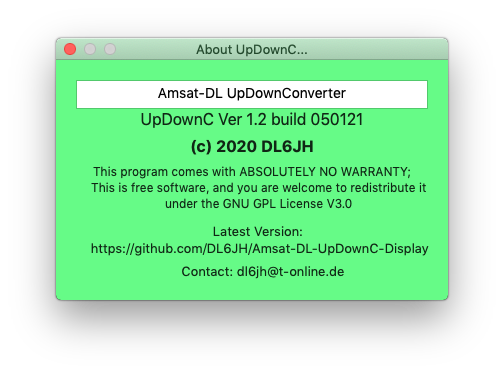 About UpDownC...
Amsat-DL UpDownConverter
UpDownC Ver 1.2 build 050121
(c) 2020 DL6JH
This program comes with ABSOLUTELY NO WARRANTY;
This is free software, and you are welcome to redistribute it
under the GNU GPL License V3.0
Latest Version:
https://github.com/DL6JH/Amsat-DL-UpDownC-Display
Contact: dl6jh@t-online.de